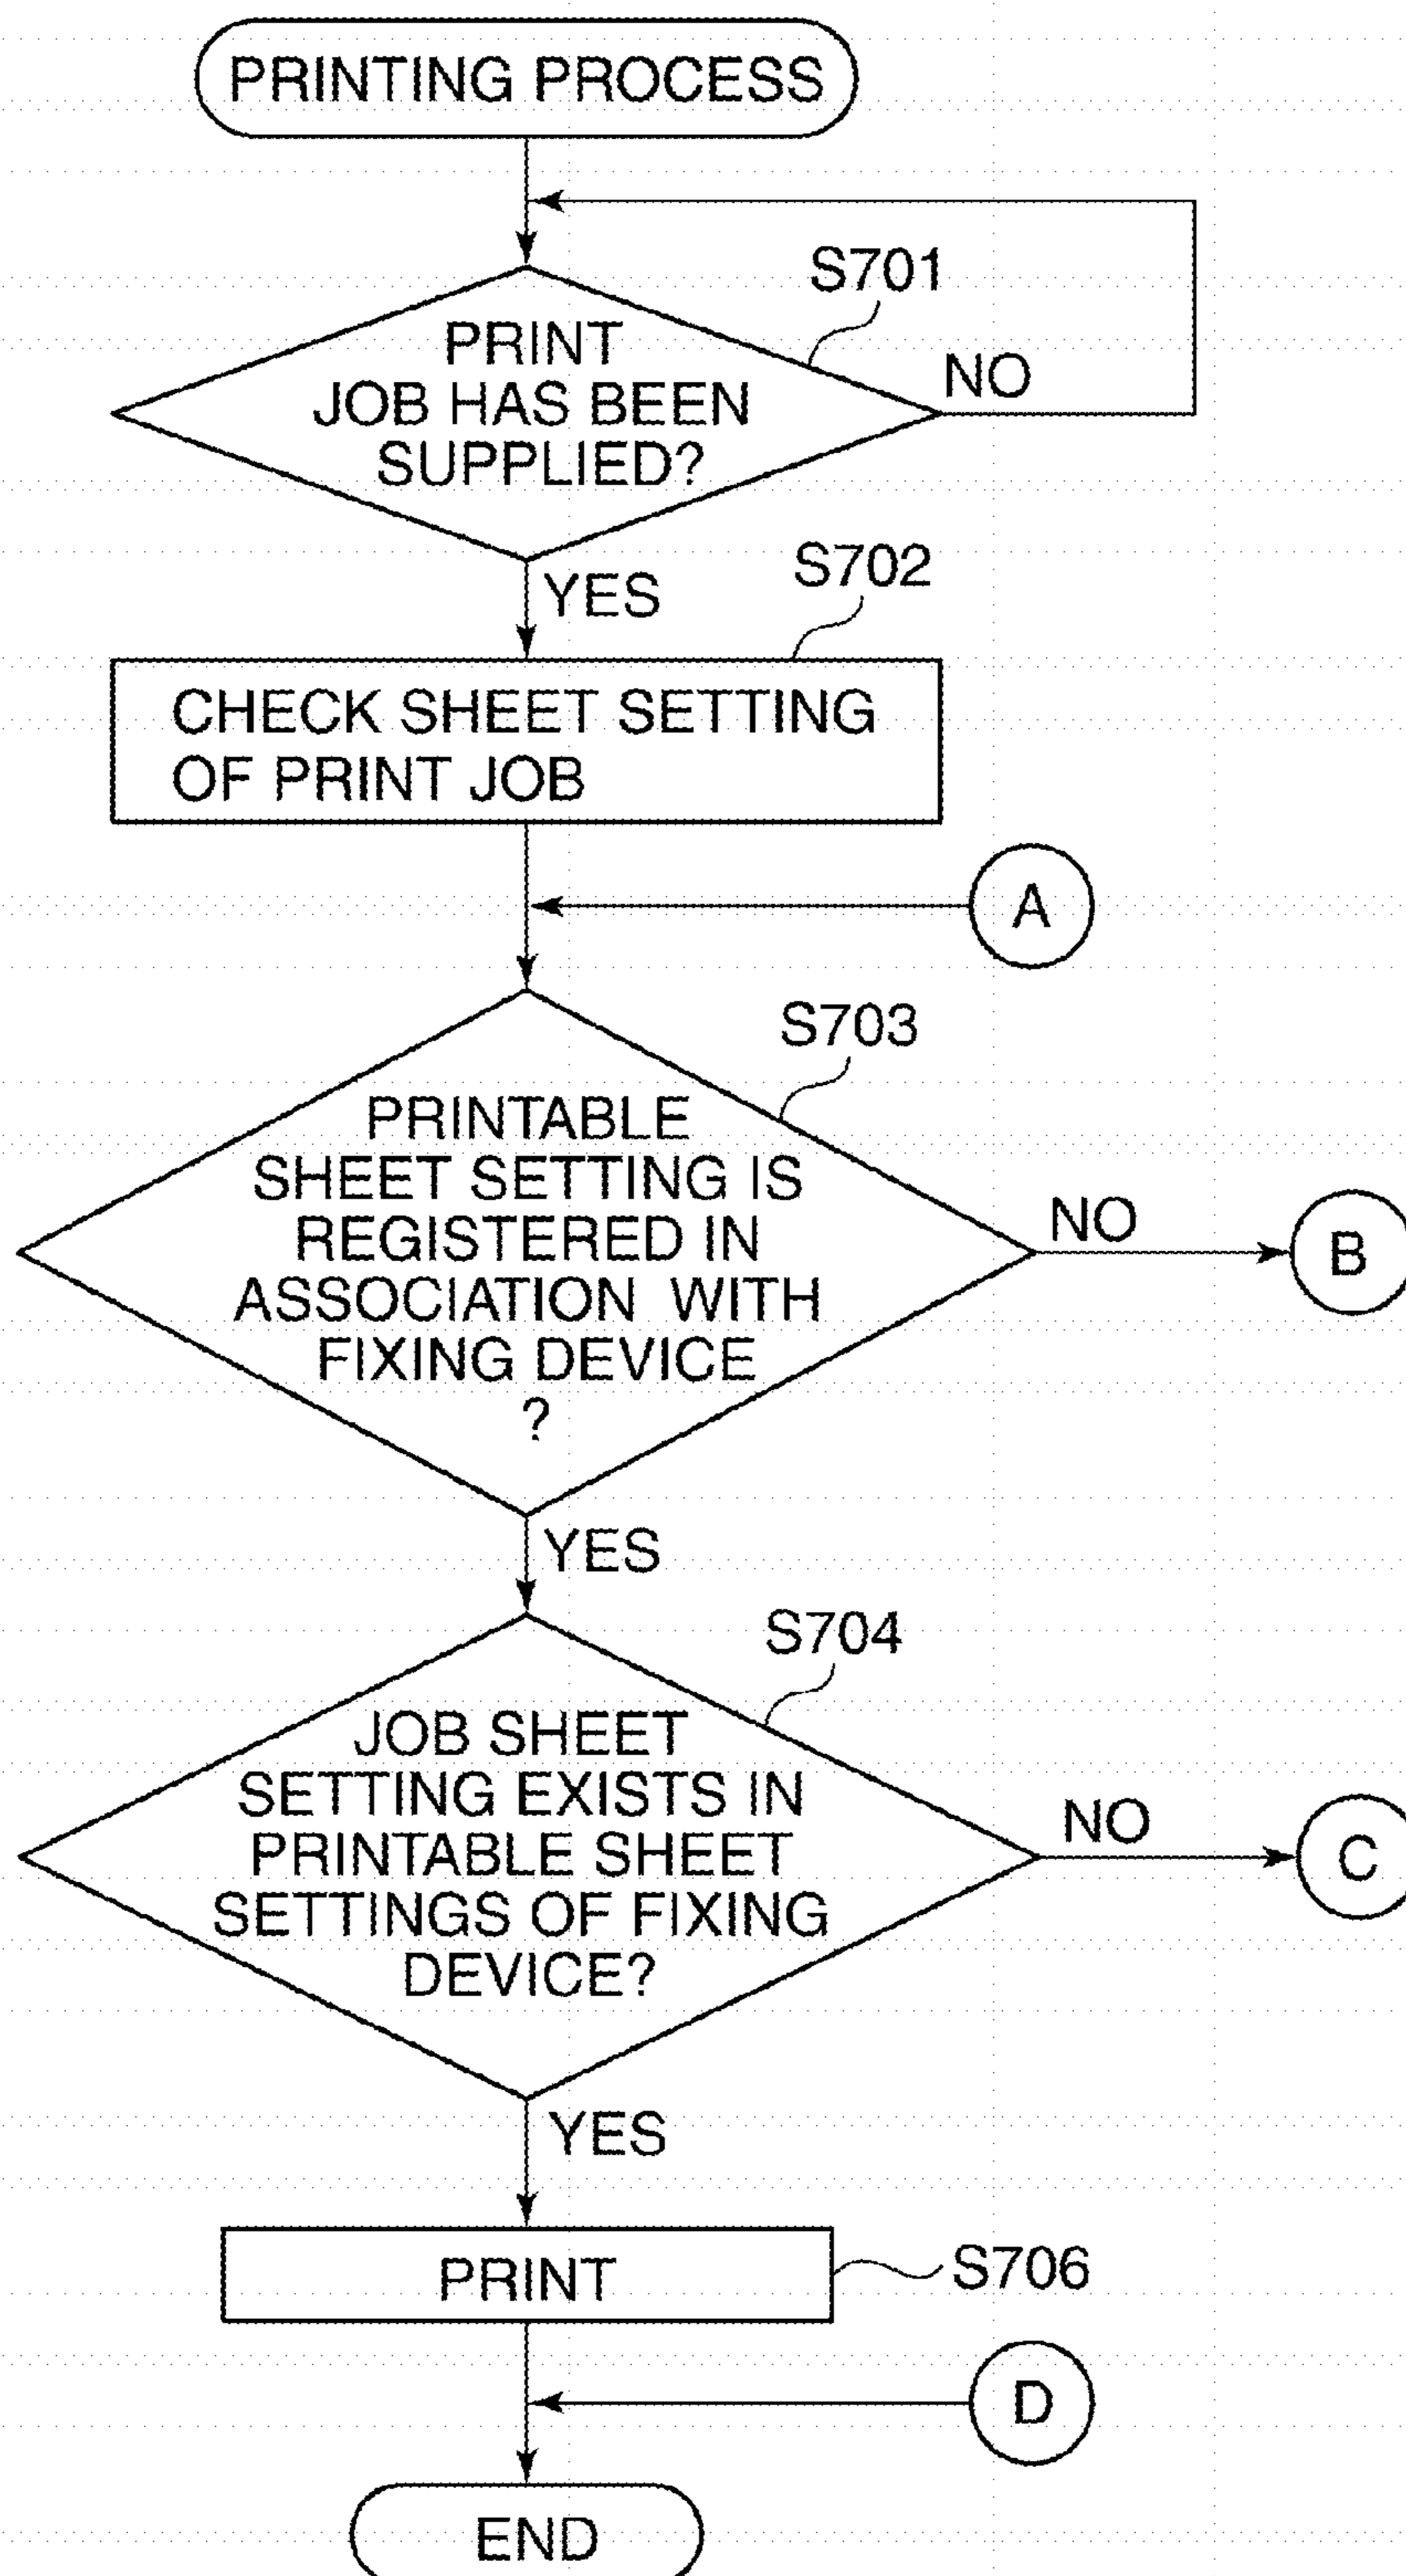 PRINTING PROCESS
S701
PRINT
JOB HAS BEEN
SUPPLIED?
NO
YES
S702
CHECK SHEET SETTING
OF PRINT JOB
A
S703
PRINTABLE
SHEET SETTING IS
REGISTERED IN
ASSOCIATION WITH
FIXING DEVICE
?
NO
B
YES
S704
JOB SHEET
SETTING EXISTS IN
PRINTABLE SHEET
SETTINGS OF FIXING
DEVICE?
NO
C
YES
PRINT
S706
D
END